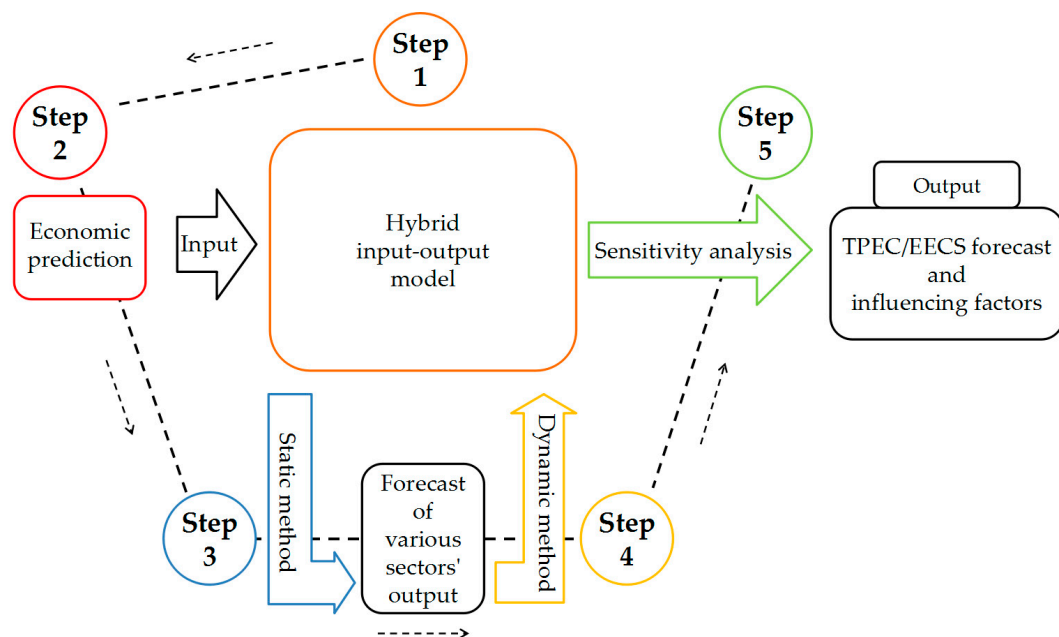 Step
1
Step
2
Economic
prediction
Input
Hybrid
input-output
model
Static method
Step
3
Forecast
of
various
sectors'
output
Dynamic method
Step
4
Step
5
Sensitivity analysis
Output
TPEC/EECS forecast
and
influencing factors